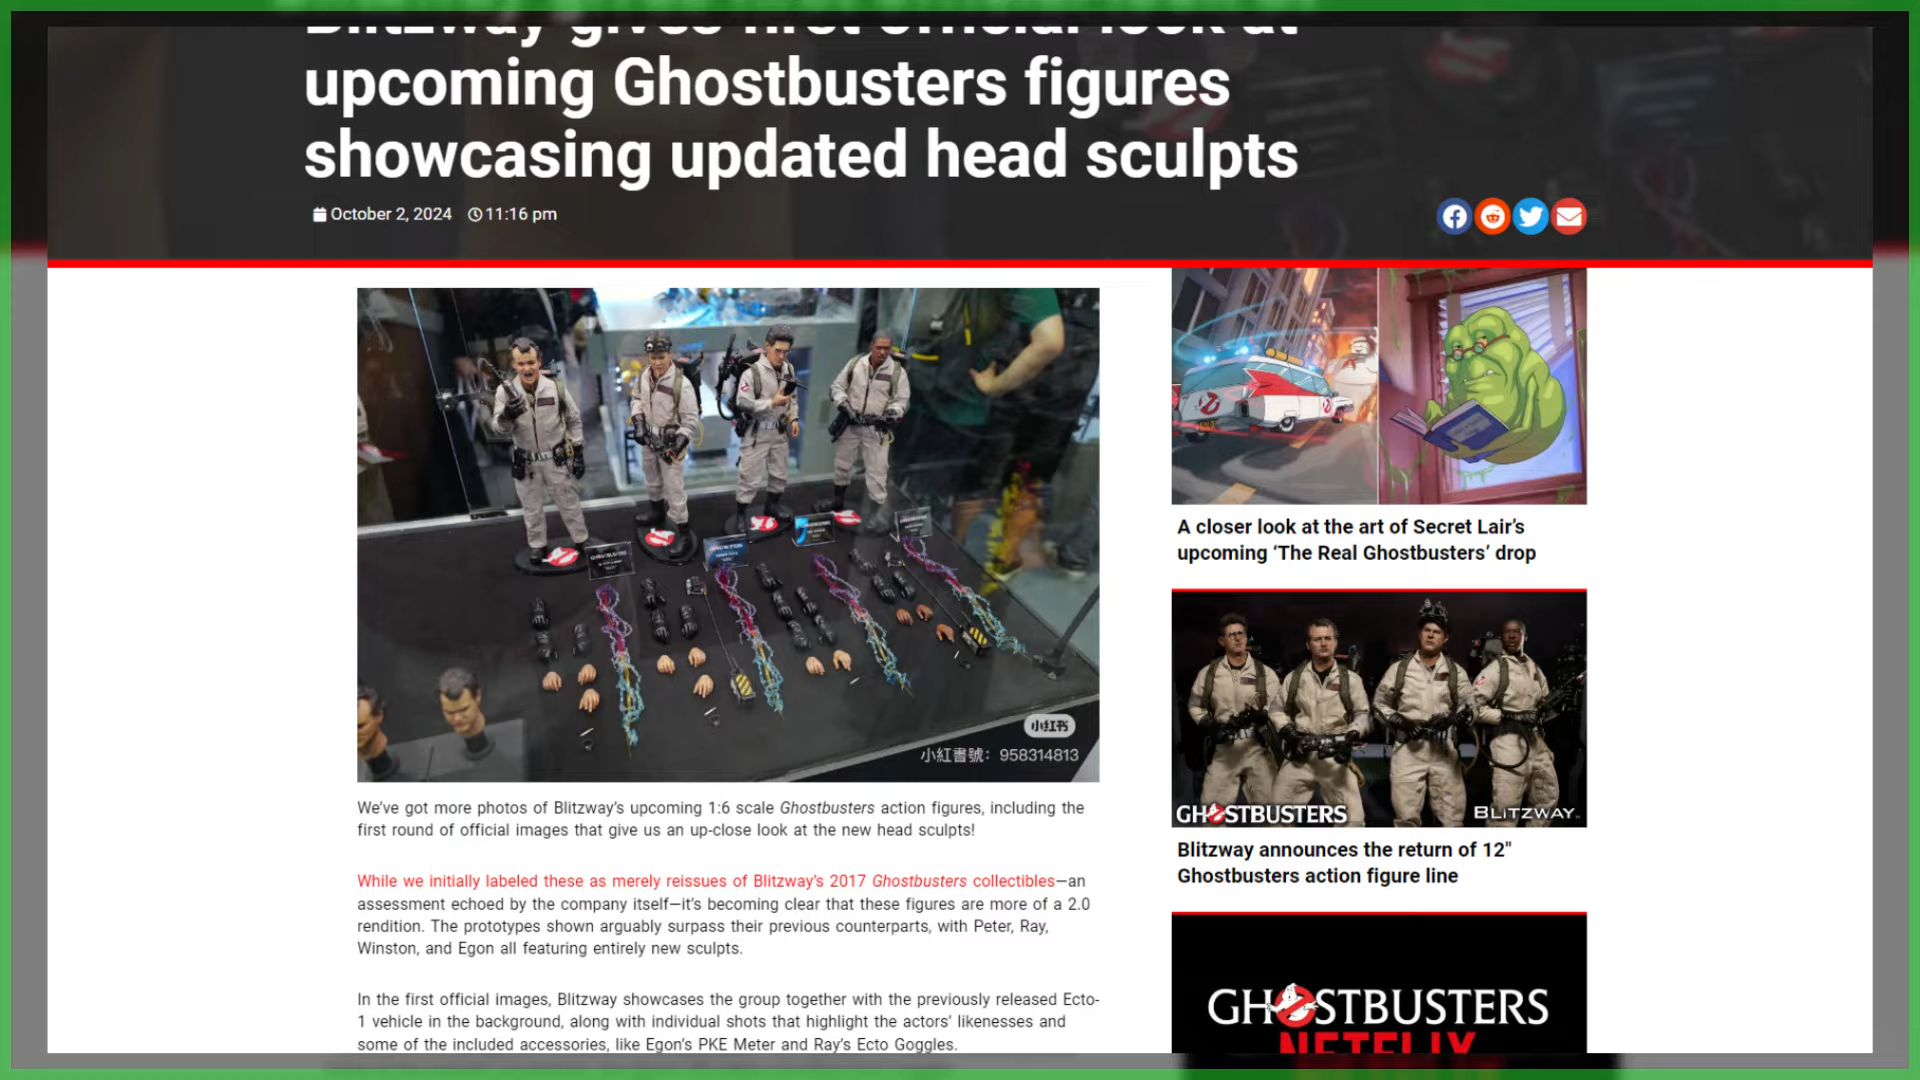 Blitzway gives first official look at
upcoming Ghostbusters figures
showcasing updated head sculpts
October 2, 2024 11:16 pm
小红书
小紅書號: 958314813
We've got more photos of Blitzway's upcoming 1:6 scale Ghostbusters action figures, including the
first round of official images that give us an up-close look at the new head sculpts!
While we initially labeled these as merely reissues of Blitzway's 2017 Ghostbusters collectibles—an
assessment echoed by the company itself—it's becoming clear that these figures are more of a 2.0
rendition. The prototypes shown arguably surpass their previous counterparts, with Peter, Ray,
Winston, and Egon all featuring entirely new sculpts.
In the first official images, Blitzway showcases the group together with the previously released Ecto-
1 vehicle in the background, along with individual shots that highlight the actors' likenesses and
some of the included accessories, like Egon's PKE Meter and Ray's Ecto Goggles.
A closer look at the art of Secret Lair's
upcoming 'The Real Ghostbusters' drop
GHOSTBUSTERS
BLITZWAY
Blitzway announces the return of 12"
Ghostbusters action figure line
GHOSTBUSTERS
NETFLIX